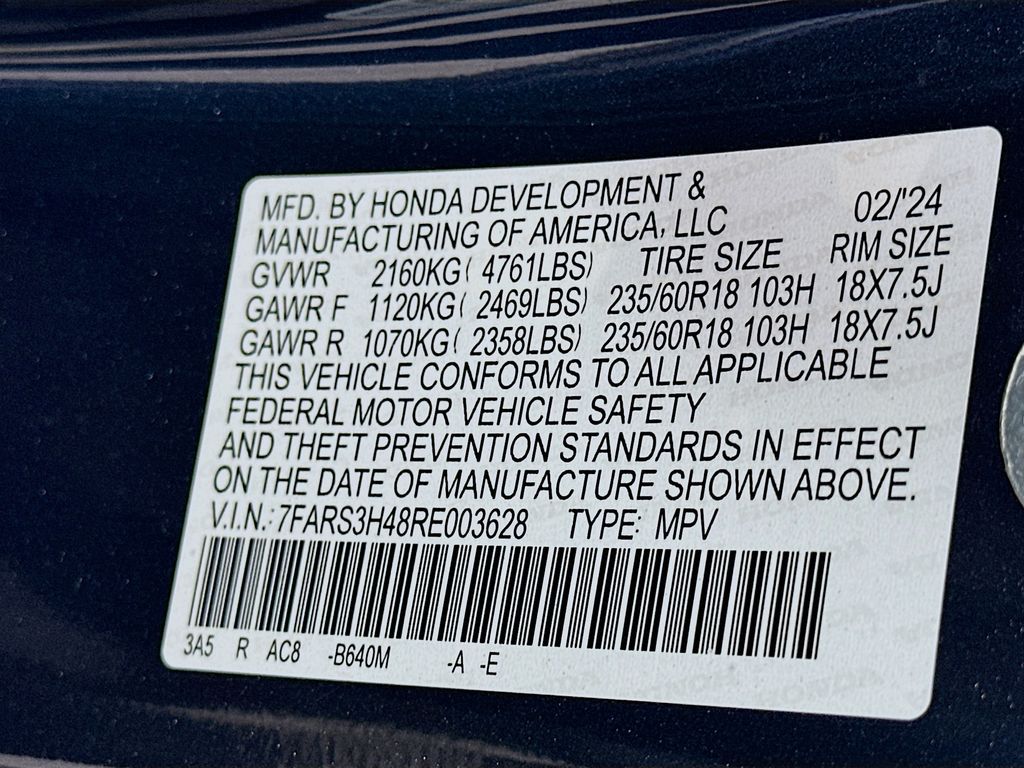 MFD. BY HONDA DEVELOPMENT &
MANUFACTURING OF AMERICA, LLC 02/'24
GVWR 2160KG( 4761LBS) TIRE SIZE RIM SIZE
GAWR F 1120KG( 2469LBS) 235/60R18 103H 18X7.5J
GAWR R 1070KG( 2358LBS) 235/60R18 103H 18X7.5J
THIS VEHICLE CONFORMS TO ALL APPLICABLE
FEDERAL MOTOR VEHICLE SAFETY
AND THEFT PREVENTION STANDARDS IN EFFECT
ON THE DATE OF MANUFACTURE SHOWN ABOVE.
V.I.N.: 7FARS3H48RE003628 TYPE: MPV
3A5 R AC8 -B640M -A -E